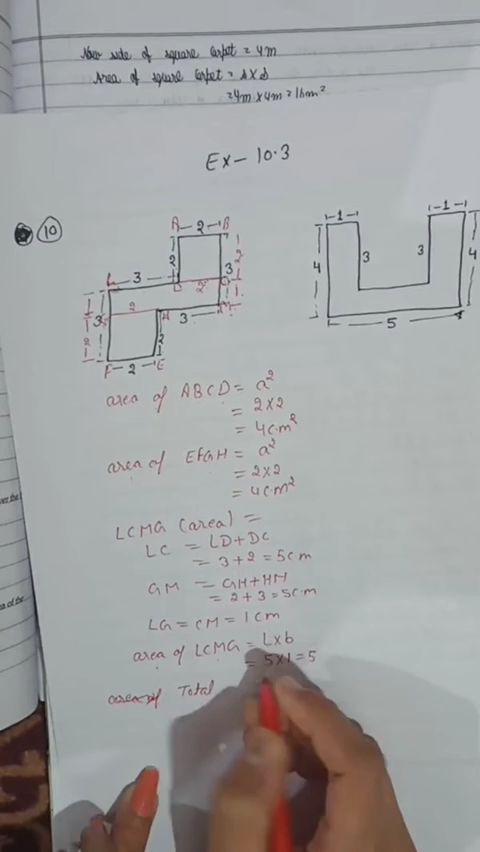 New side of square carpet = 4m
Area of square carpet = s × s
= 4m × 4m = 16m²
Ex - 10.3
10
A - 2 - B
2
3
2
L
3
D
2
C
1
3
2
G
2
H
3
M
2
F - 2 - E
1
1
4
3
3
4
5
area of ABCD = a²
= 2×2
= 4cm²
area of EFGH = a²
= 2×2
= 4cm²
LCMG (area) =
LC = LD + DC
= 3 + 2 = 5cm
GM = GH + HM
= 2 + 3 = 5cm
LG = CM = 1cm
area of LCMG = L×b
= 5×1 = 5
area of Total